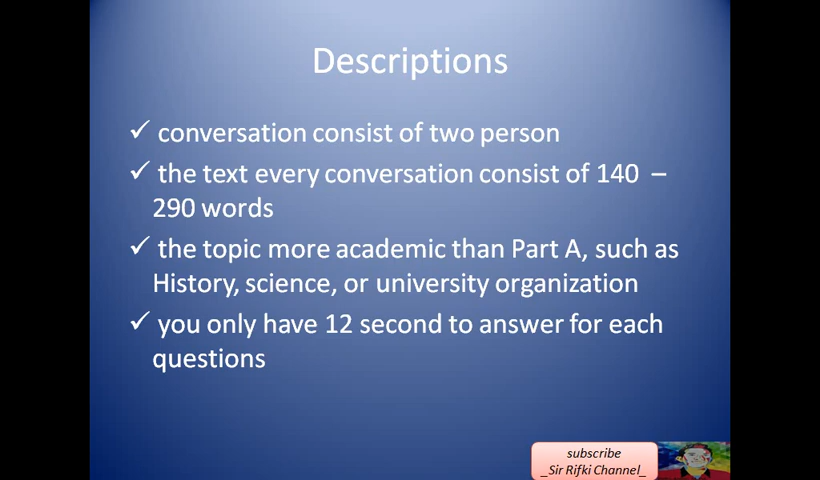 Descriptions
✓ conversation consist of two person
✓ the text every conversation consist of 140 –
290 words
✓ the topic more academic than Part A, such as
History, science, or university organization
✓ you only have 12 second to answer for each
questions
subscribe
_Sir Rifki Channel_